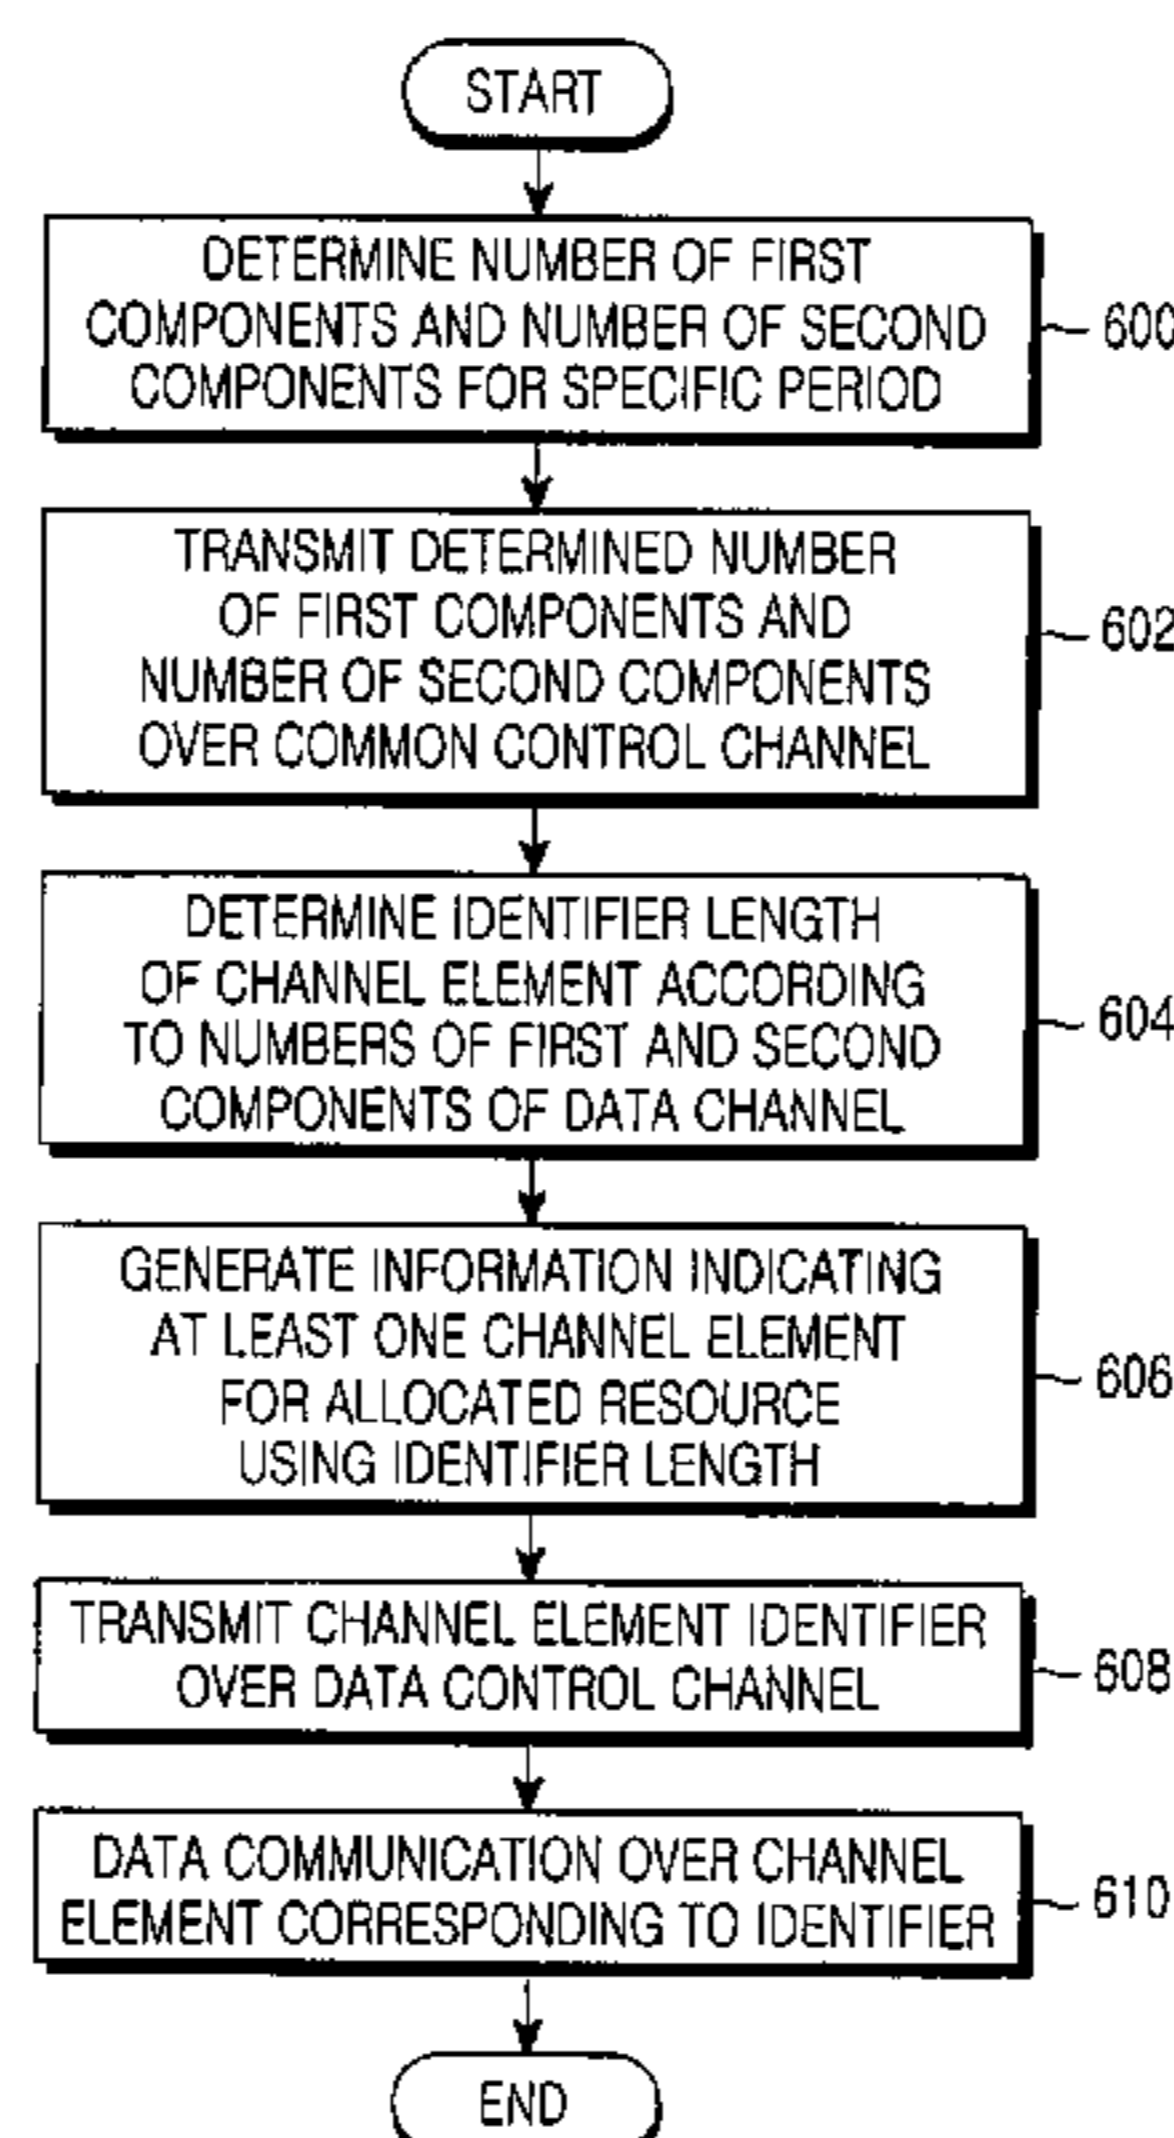 START
DETERMINE NUMBER OF FIRST
COMPONENTS AND NUMBER OF SECOND
COMPONENTS FOR SPECIFIC PERIOD
600
TRANSMIT DETERMINED NUMBER
OF FIRST COMPONENTS AND
NUMBER OF SECOND COMPONENTS
OVER COMMON CONTROL CHANNEL
602
DETERMINE IDENTIFIER LENGTH
OF CHANNEL ELEMENT ACCORDING
TO NUMBERS OF FIRST AND SECOND
COMPONENTS OF DATA CHANNEL
604
GENERATE INFORMATION INDICATING
AT LEAST ONE CHANNEL ELEMENT
FOR ALLOCATED RESOURCE
USING IDENTIFIER LENGTH
606
TRANSMIT CHANNEL ELEMENT IDENTIFIER
OVER DATA CONTROL CHANNEL
608
DATA COMMUNICATION OVER CHANNEL
ELEMENT CORRESPONDING TO IDENTIFIER
610
END